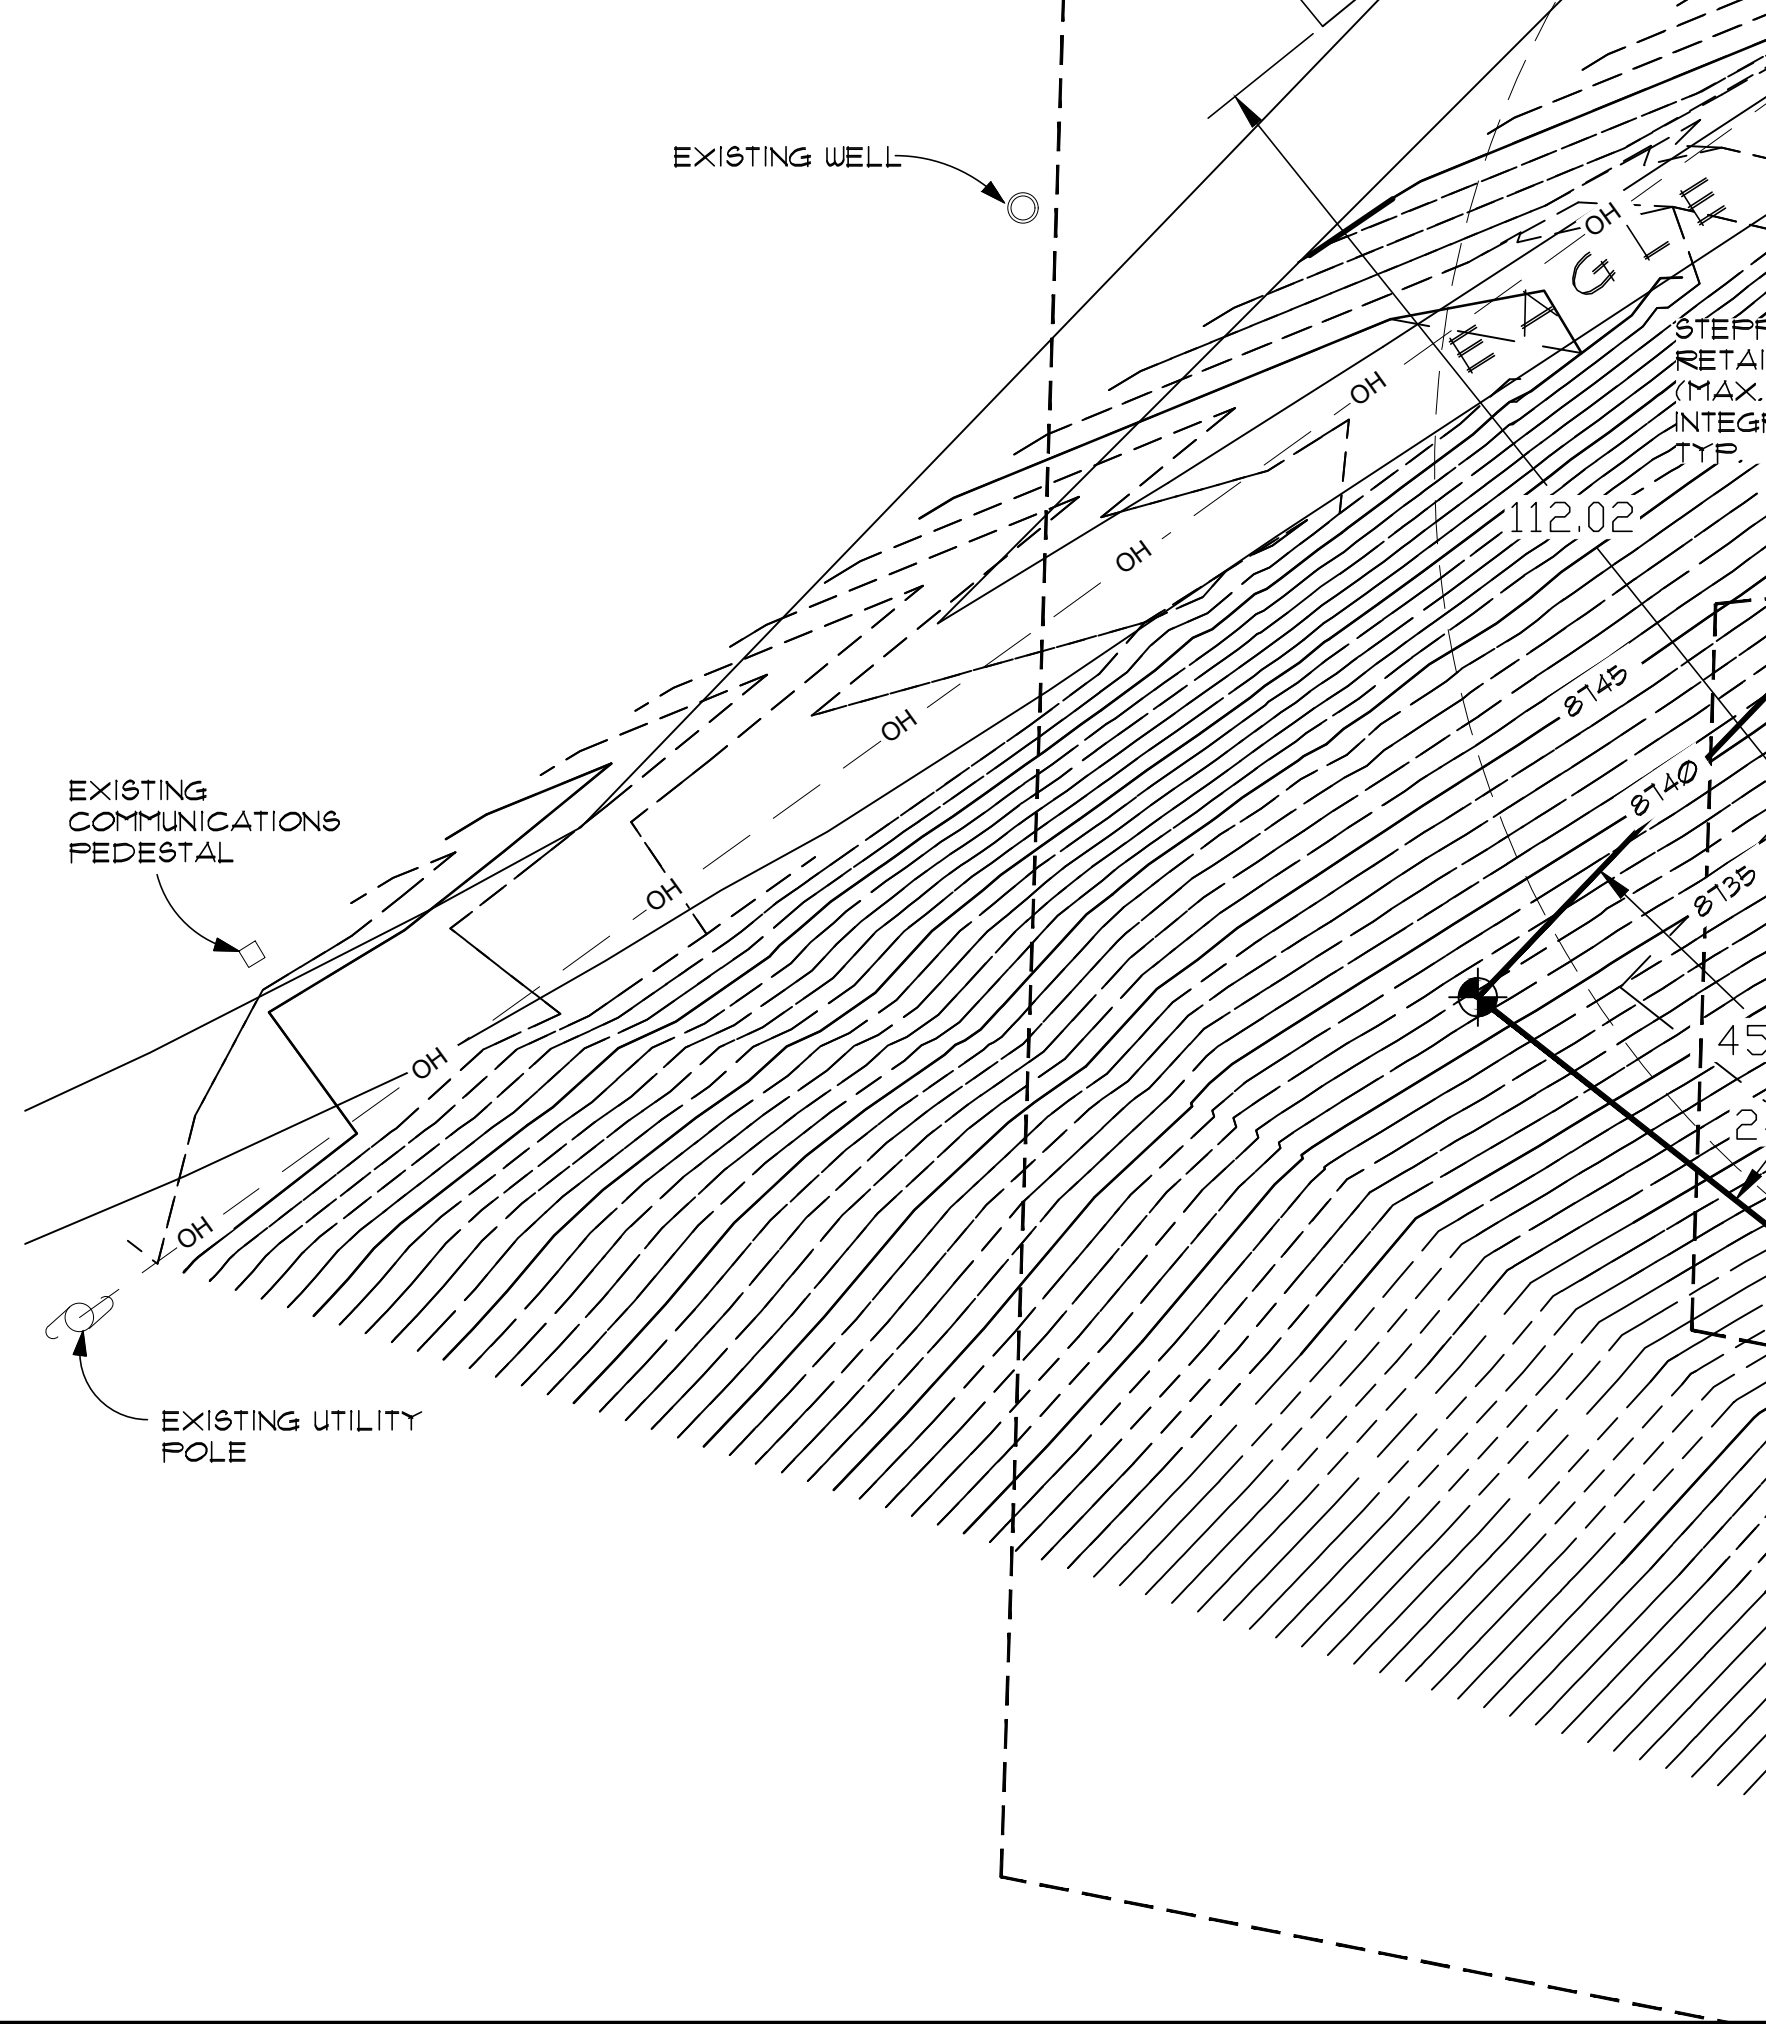 EXISTING WELL
OH
E A G L E
STEPP
RETAI
(MAX.
INTEGR
TYP.
OH
112.02
OH
8745
OH
8740
EXISTING
COMMUNICATIONS
PEDESTAL
OH
8735
45
OH
2
OH
EXISTING UTILITY
POLE